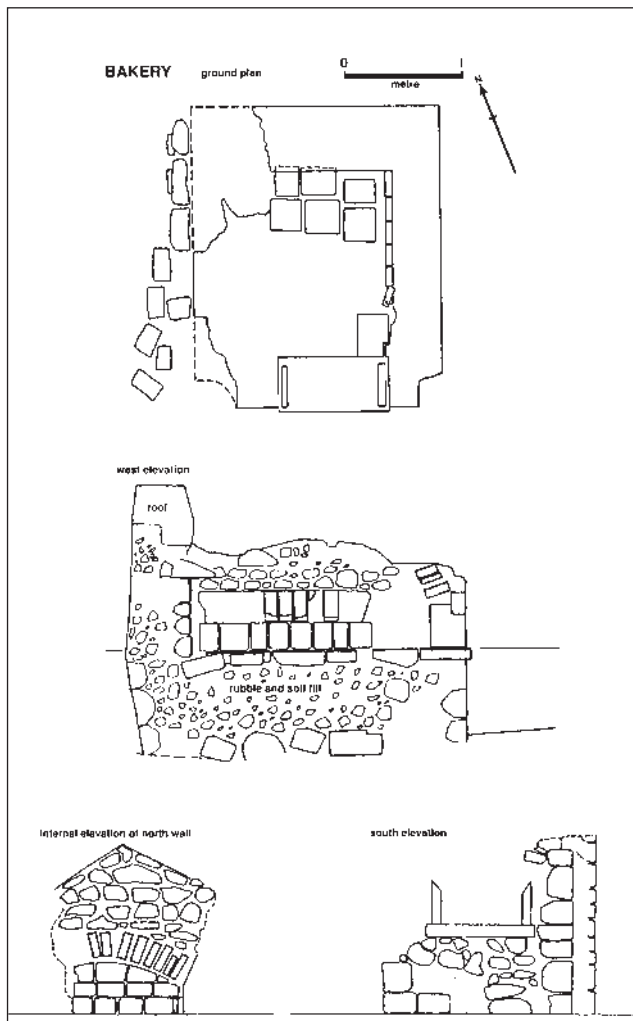 BAKERY ground plan
0 1
metre
N
west elevation
roof
rubble and soil fill
internal elevation of north wall
south elevation